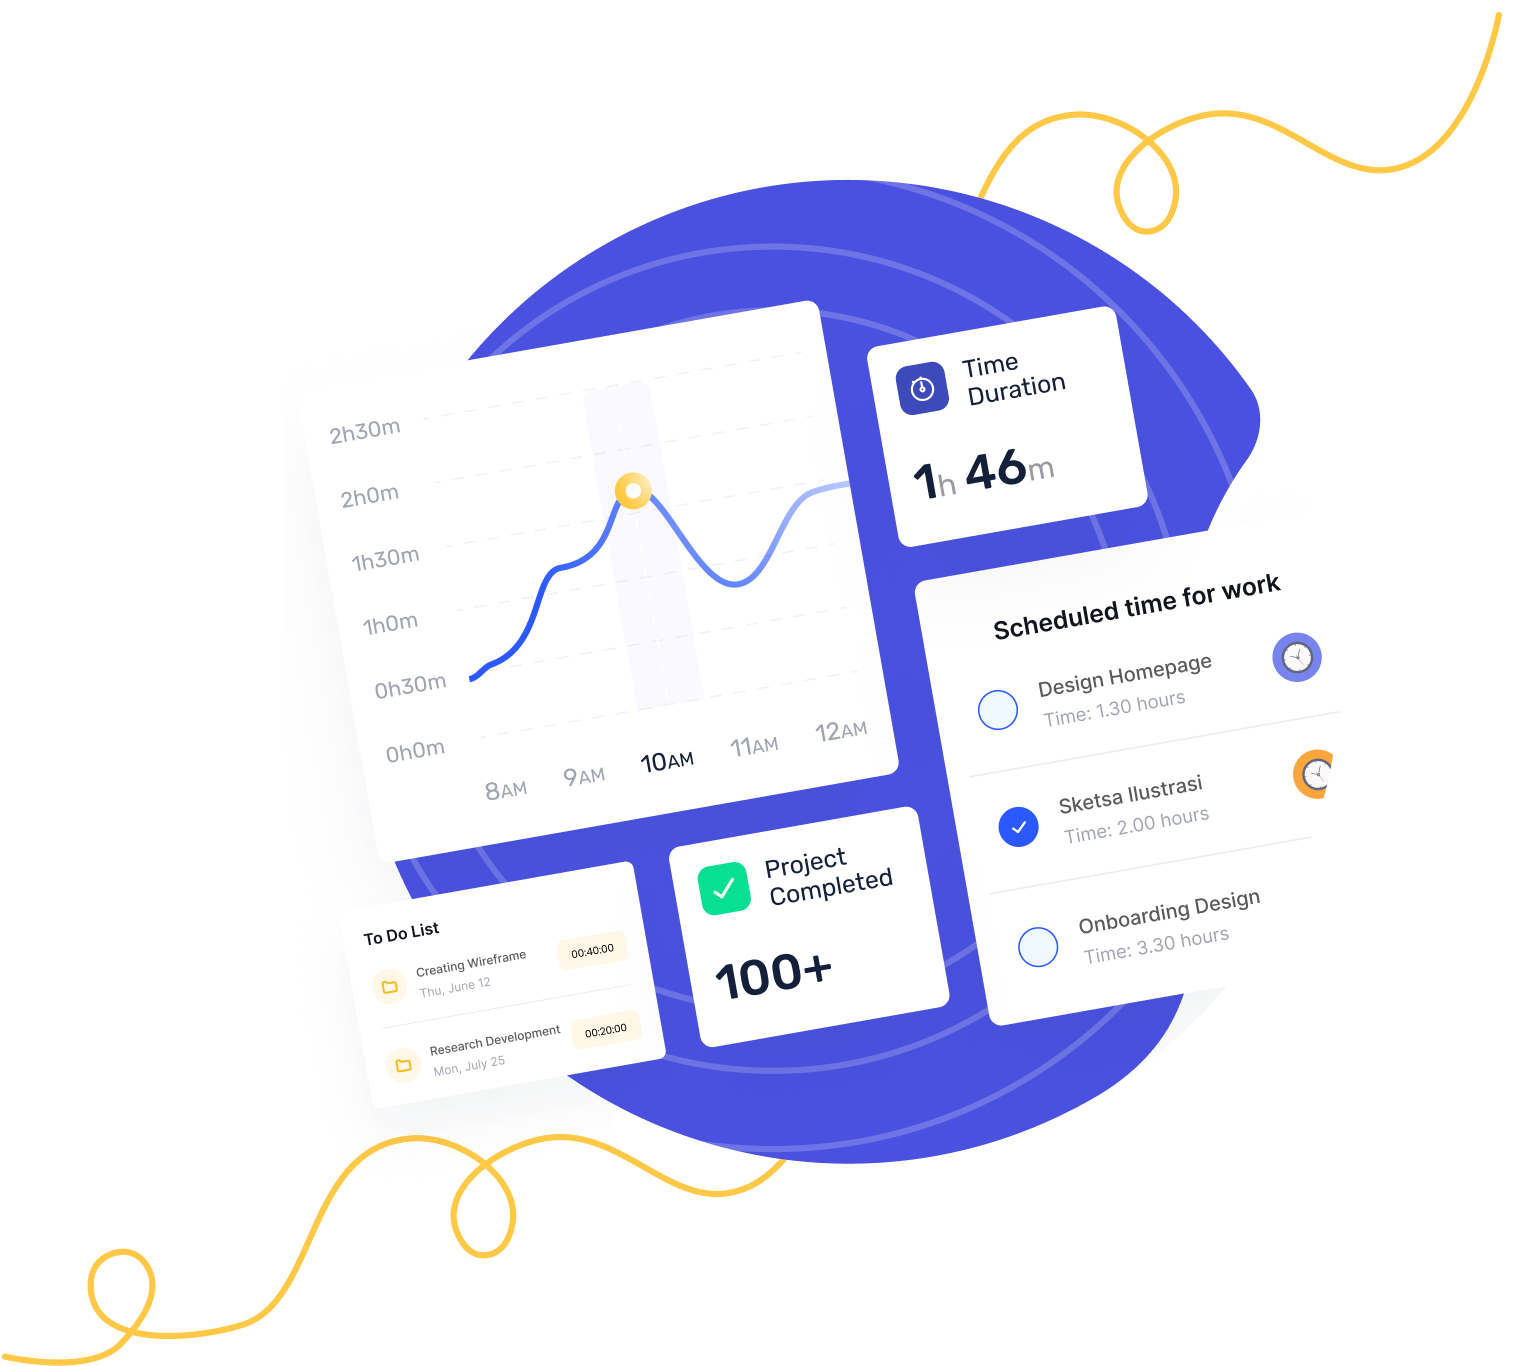 2h30m
2h0m
1h30m
1h0m
0h30m
0h0m
8AM
9AM
10AM
11AM
12AM
Time
Duration
1h 46m
Scheduled time for work
Design Homepage
Time: 1.30 hours
Sketsa Ilustrasi
Time: 2.00 hours
Onboarding Design
Time: 3.30 hours
Project
Completed
100+
To Do List
Creating Wireframe
Thu, June 12
00:40:00
Research Development
Mon, July 25
00:20:00